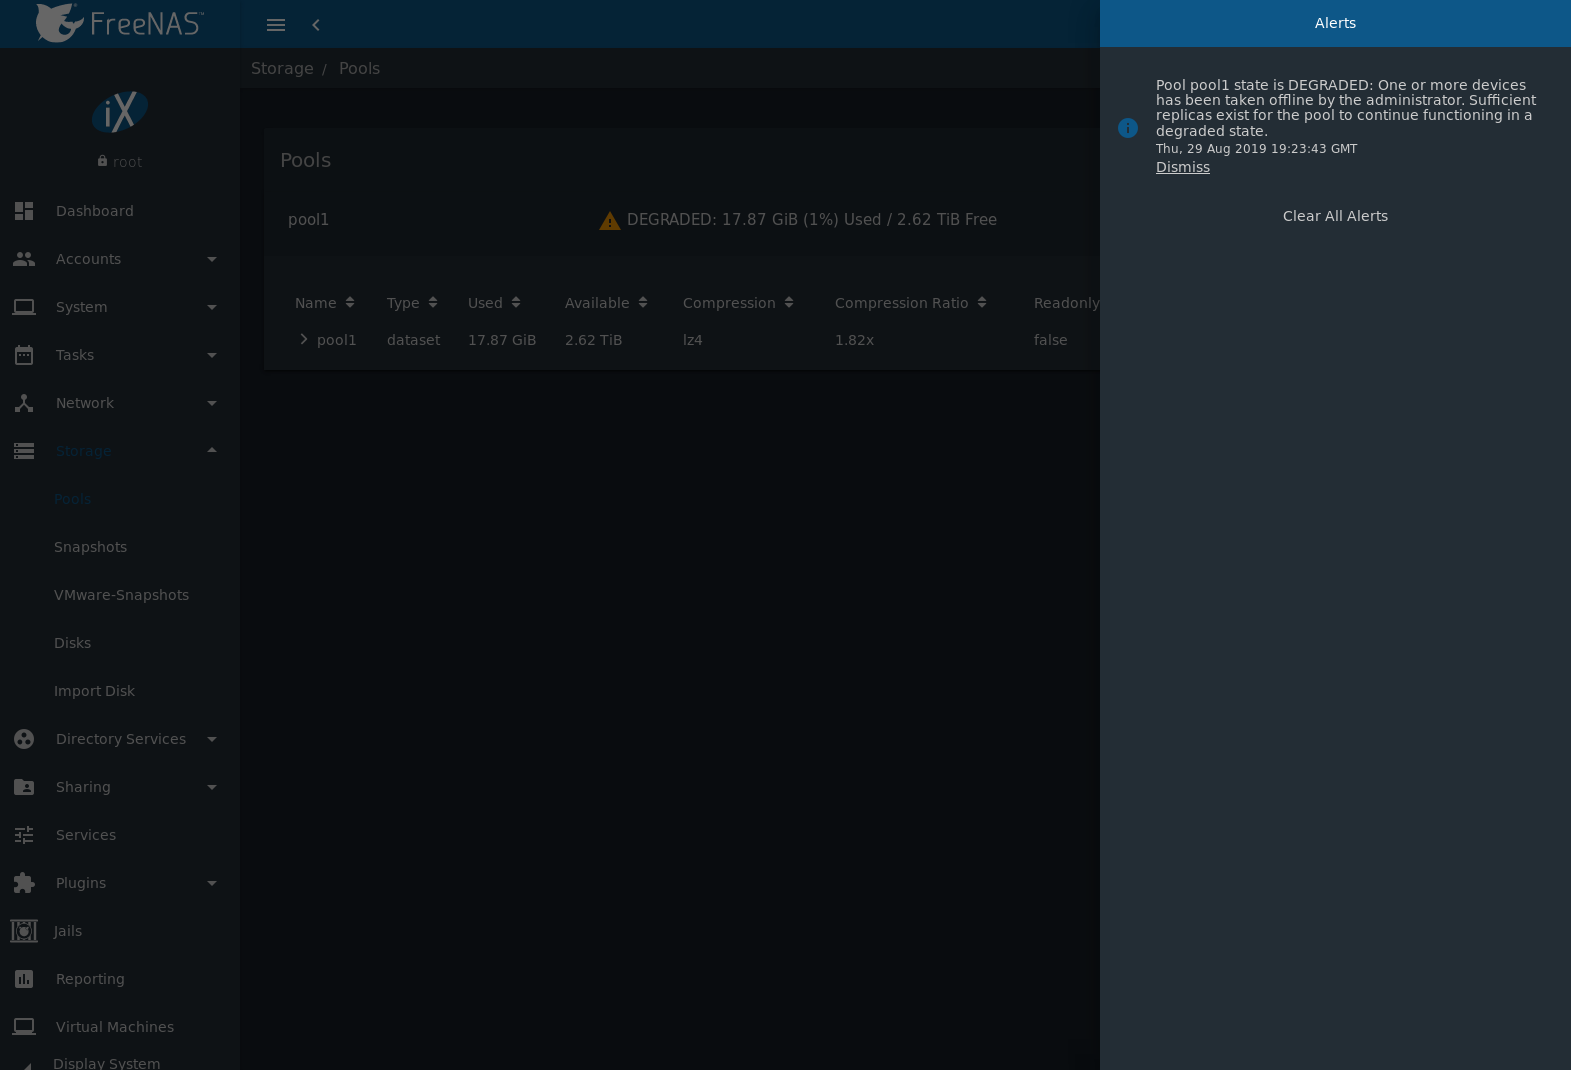 FreeNAS™
Storage / Pools
iX
root
Dashboard
Accounts
System
Tasks
Network
Storage
Pools
Snapshots
VMware-Snapshots
Disks
Import Disk
Directory Services
Sharing
Services
Plugins
Jails
Reporting
Virtual Machines
Display System
Pools
pool1 DEGRADED: 17.87 GiB (1%) Used / 2.62 TiB Free
Name Type Used Available Compression Compression Ratio Readonly
pool1 dataset 17.87 GiB 2.62 TiB lz4 1.82x false
Alerts
Pool pool1 state is DEGRADED: One or more devices
has been taken offline by the administrator. Sufficient
replicas exist for the pool to continue functioning in a
degraded state.
Thu, 29 Aug 2019 19:23:43 GMT
Dismiss
Clear All Alerts